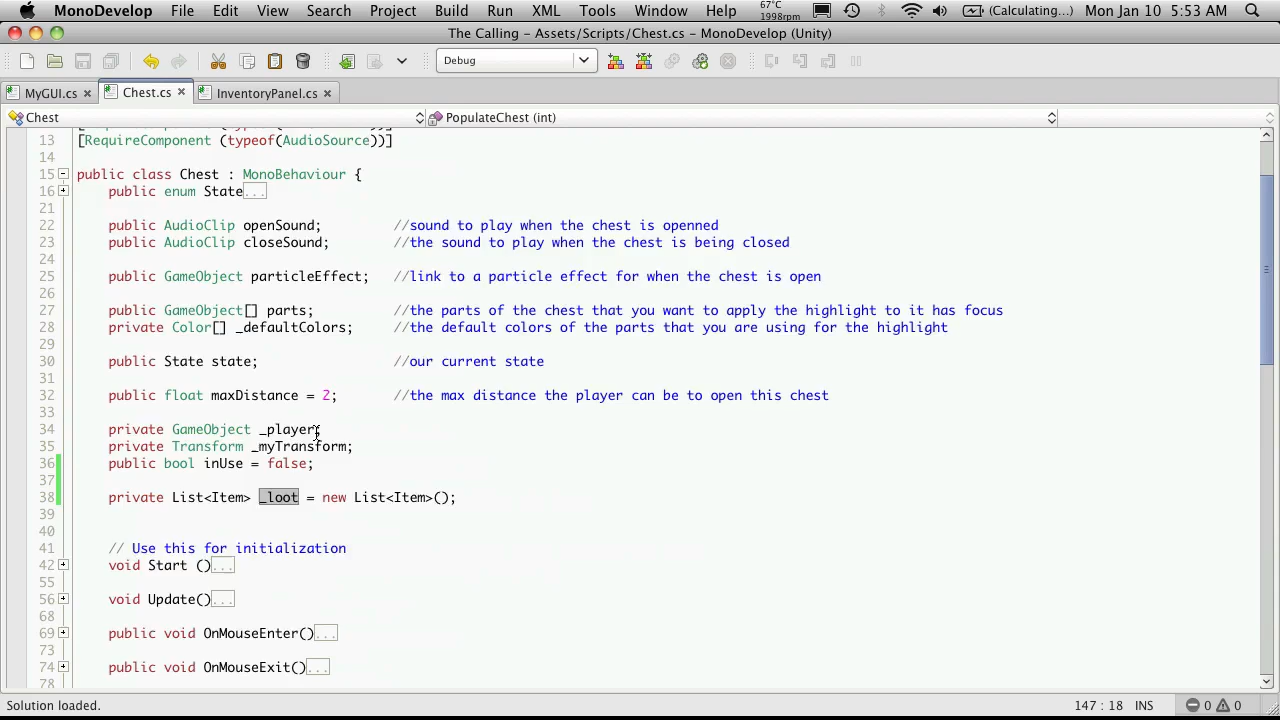 MonoDevelop File Edit View Search Project Build Run XML Tools Window Help 67°C 1998rpm (Calculating...) Mon Jan 10 5:53 AM
The Calling - Assets/Scripts/Chest.cs - MonoDevelop (Unity)
Debug
MyGUI.cs Chest.cs InventoryPanel.cs
Chest PopulateChest (int)
13 [RequireComponent (typeof(AudioSource))]
14
15 public class Chest : MonoBehaviour {
16 public enum State...
21
22 public AudioClip openSound; //sound to play when the chest is openned
23 public AudioClip closeSound; //the sound to play when the chest is being closed
24
25 public GameObject particleEffect; //link to a particle effect for when the chest is open
26
27 public GameObject[] parts; //the parts of the chest that you want to apply the highlight to it has focus
28 private Color[] _defaultColors; //the default colors of the parts that you are using for the highlight
29
30 public State state; //our current state
31
32 public float maxDistance = 2; //the max distance the player can be to open this chest
33
34 private GameObject _player;
35 private Transform _myTransform;
36 public bool inUse = false;
37
38 private List<Item> _loot = new List<Item>();
39
40
41 // Use this for initialization
42 void Start ()...
55
56 void Update()...
68
69 public void OnMouseEnter()...
73
74 public void OnMouseExit()...
78
Solution loaded. 147 : 18 INS 0 0